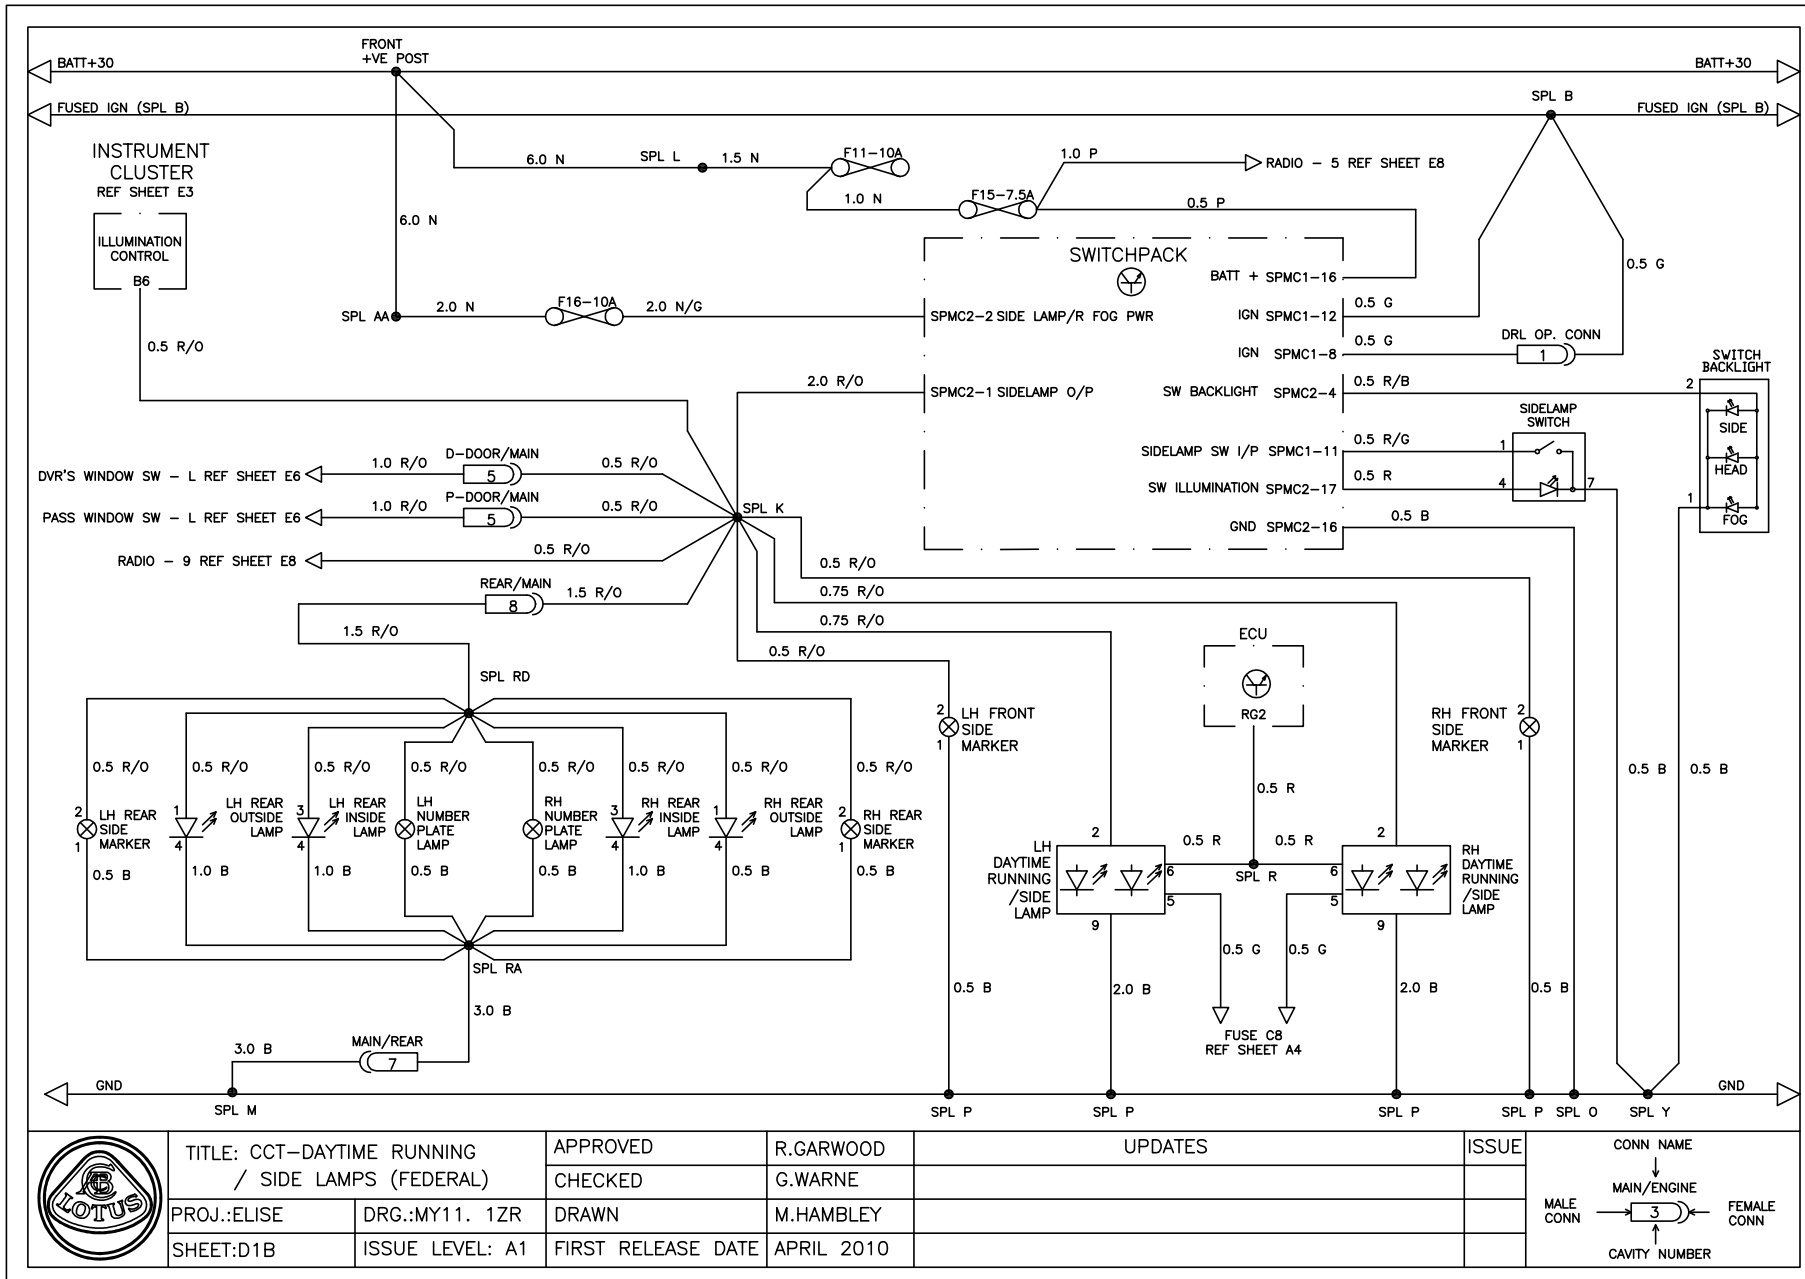 FRONT
+VE POST
BATT+30
BATT+30
FUSED IGN (SPL B)
SPL B
FUSED IGN (SPL B)
INSTRUMENT
CLUSTER
REF SHEET E3
6.0 N
SPL L
1.5 N
F11-10A
1.0 P
RADIO - 5 REF SHEET E8
1.0 N
F15-7.5A
0.5 P
6.0 N
ILLUMINATION
CONTROL
B6
SWITCHPACK
BATT + SPMC1-16
0.5 G
SPL AA
2.0 N
F16-10A
2.0 N/G
SPMC2-2 SIDE LAMP/R FOG PWR
IGN SPMC1-12
0.5 G
0.5 R/O
IGN SPMC1-8
0.5 G
DRL OP. CONN
1
SWITCH
BACKLIGHT
2.0 R/O
SPMC2-1 SIDELAMP O/P
SW BACKLIGHT SPMC2-4
0.5 R/B
2
SIDE
HEAD
FOG
1
SIDELAMP
SWITCH
SIDELAMP SW I/P SPMC1-11
0.5 R/G
1
SW ILLUMINATION SPMC2-17
0.5 R
4
7
GND SPMC2-16
0.5 B
DVR'S WINDOW SW - L REF SHEET E6
1.0 R/O
D-DOOR/MAIN
5
0.5 R/O
PASS WINDOW SW - L REF SHEET E6
1.0 R/O
P-DOOR/MAIN
5
0.5 R/O
SPL K
RADIO - 9 REF SHEET E8
0.5 R/O
REAR/MAIN
8
1.5 R/O
0.5 R/O
0.75 R/O
0.75 R/O
0.5 R/O
1.5 R/O
ECU
RG2
SPL RD
2
LH FRONT
SIDE
MARKER
1
RH FRONT
SIDE
MARKER
2
1
0.5 R/O
0.5 R/O
0.5 R/O
0.5 R/O
0.5 R/O
0.5 R/O
0.5 R/O
0.5 R/O
0.5 R
0.5 B
0.5 B
2
1
LH REAR
SIDE
MARKER
1
4
LH REAR
OUTSIDE
LAMP
3
4
LH REAR
INSIDE
LAMP
LH
NUMBER
PLATE
LAMP
RH
NUMBER
PLATE
LAMP
3
4
RH REAR
INSIDE
LAMP
1
4
RH REAR
OUTSIDE
LAMP
2
1
RH REAR
SIDE
MARKER
0.5 B
1.0 B
1.0 B
0.5 B
0.5 B
1.0 B
0.5 B
0.5 B
LH
DAYTIME
RUNNING
/SIDE
LAMP
2
6
5
9
0.5 R
0.5 R
SPL R
2
6
5
9
RH
DAYTIME
RUNNING
/SIDE
LAMP
0.5 G
0.5 G
SPL RA
3.0 B
0.5 B
2.0 B
2.0 B
0.5 B
FUSE C8
REF SHEET A4
3.0 B
MAIN/REAR
7
GND
GND
SPL M
SPL P
SPL P
SPL P
SPL P
SPL O
SPL Y
LOTUS
TITLE: CCT-DAYTIME RUNNING
/ SIDE LAMPS (FEDERAL)
PROJ.:ELISE
DRG.:MY11. 1ZR
SHEET:D1B
ISSUE LEVEL: A1
APPROVED
R.GARWOOD
CHECKED
G.WARNE
DRAWN
M.HAMBLEY
FIRST RELEASE DATE
APRIL 2010
UPDATES
ISSUE
CONN NAME
MAIN/ENGINE
MALE
CONN
3
FEMALE
CONN
CAVITY NUMBER